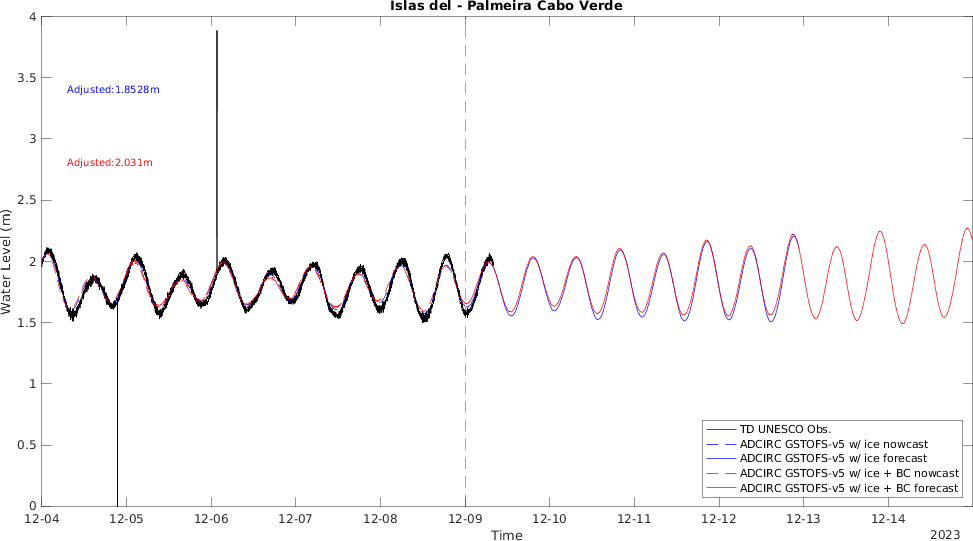 Islas del - Palmeira Cabo Verde
4
3.5
3
2.5
2
1.5
1
0.5
0
Water Level (m)
Adjusted:1.8528m
Adjusted:2.031m
TD UNESCO Obs.
ADCIRC GSTOFS-v5 w/ ice nowcast
ADCIRC GSTOFS-v5 w/ ice forecast
ADCIRC GSTOFS-v5 w/ ice + BC nowcast
ADCIRC GSTOFS-v5 w/ ice + BC forecast
12-04 12-05 12-06 12-07 12-08 12-09 12-10 12-11 12-12 12-13 12-14
Time
2023